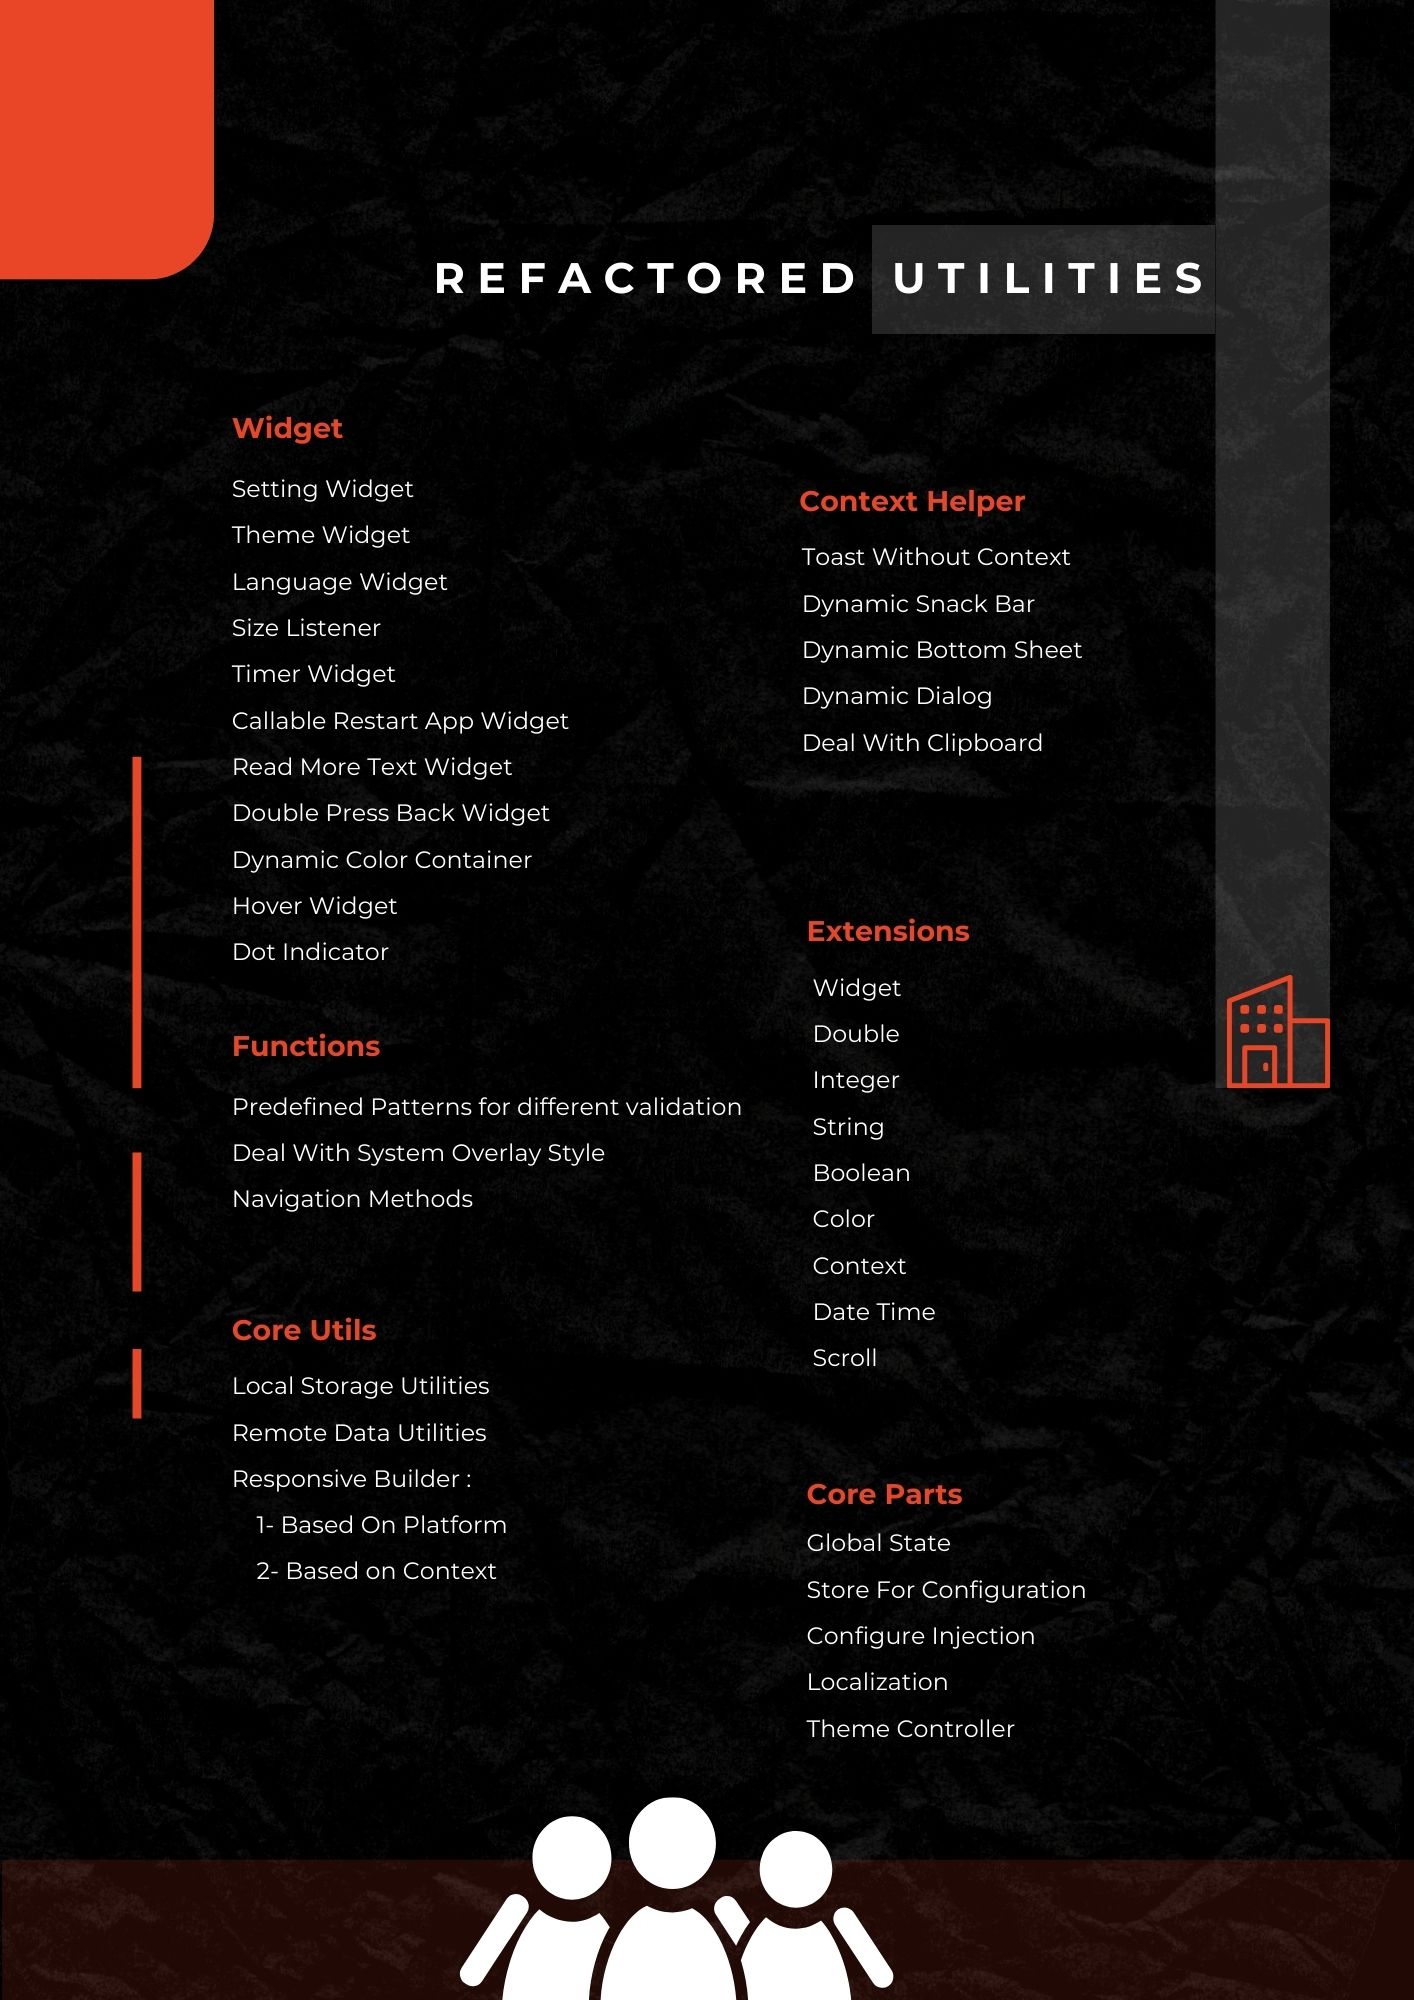 REFACTORED UTILITIES
Widget
Setting Widget
Theme Widget
Language Widget
Size Listener
Timer Widget
Callable Restart App Widget
Read More Text Widget
Double Press Back Widget
Dynamic Color Container
Hover Widget
Dot Indicator
Functions
Predefined Patterns for different validation
Deal With System Overlay Style
Navigation Methods
Core Utils
Local Storage Utilities
Remote Data Utilities
Responsive Builder :
1- Based On Platform
2- Based on Context
Context Helper
Toast Without Context
Dynamic Snack Bar
Dynamic Bottom Sheet
Dynamic Dialog
Deal With Clipboard
Extensions
Widget
Double
Integer
String
Boolean
Color
Context
Date Time
Scroll
Core Parts
Global State
Store For Configuration
Configure Injection
Localization
Theme Controller